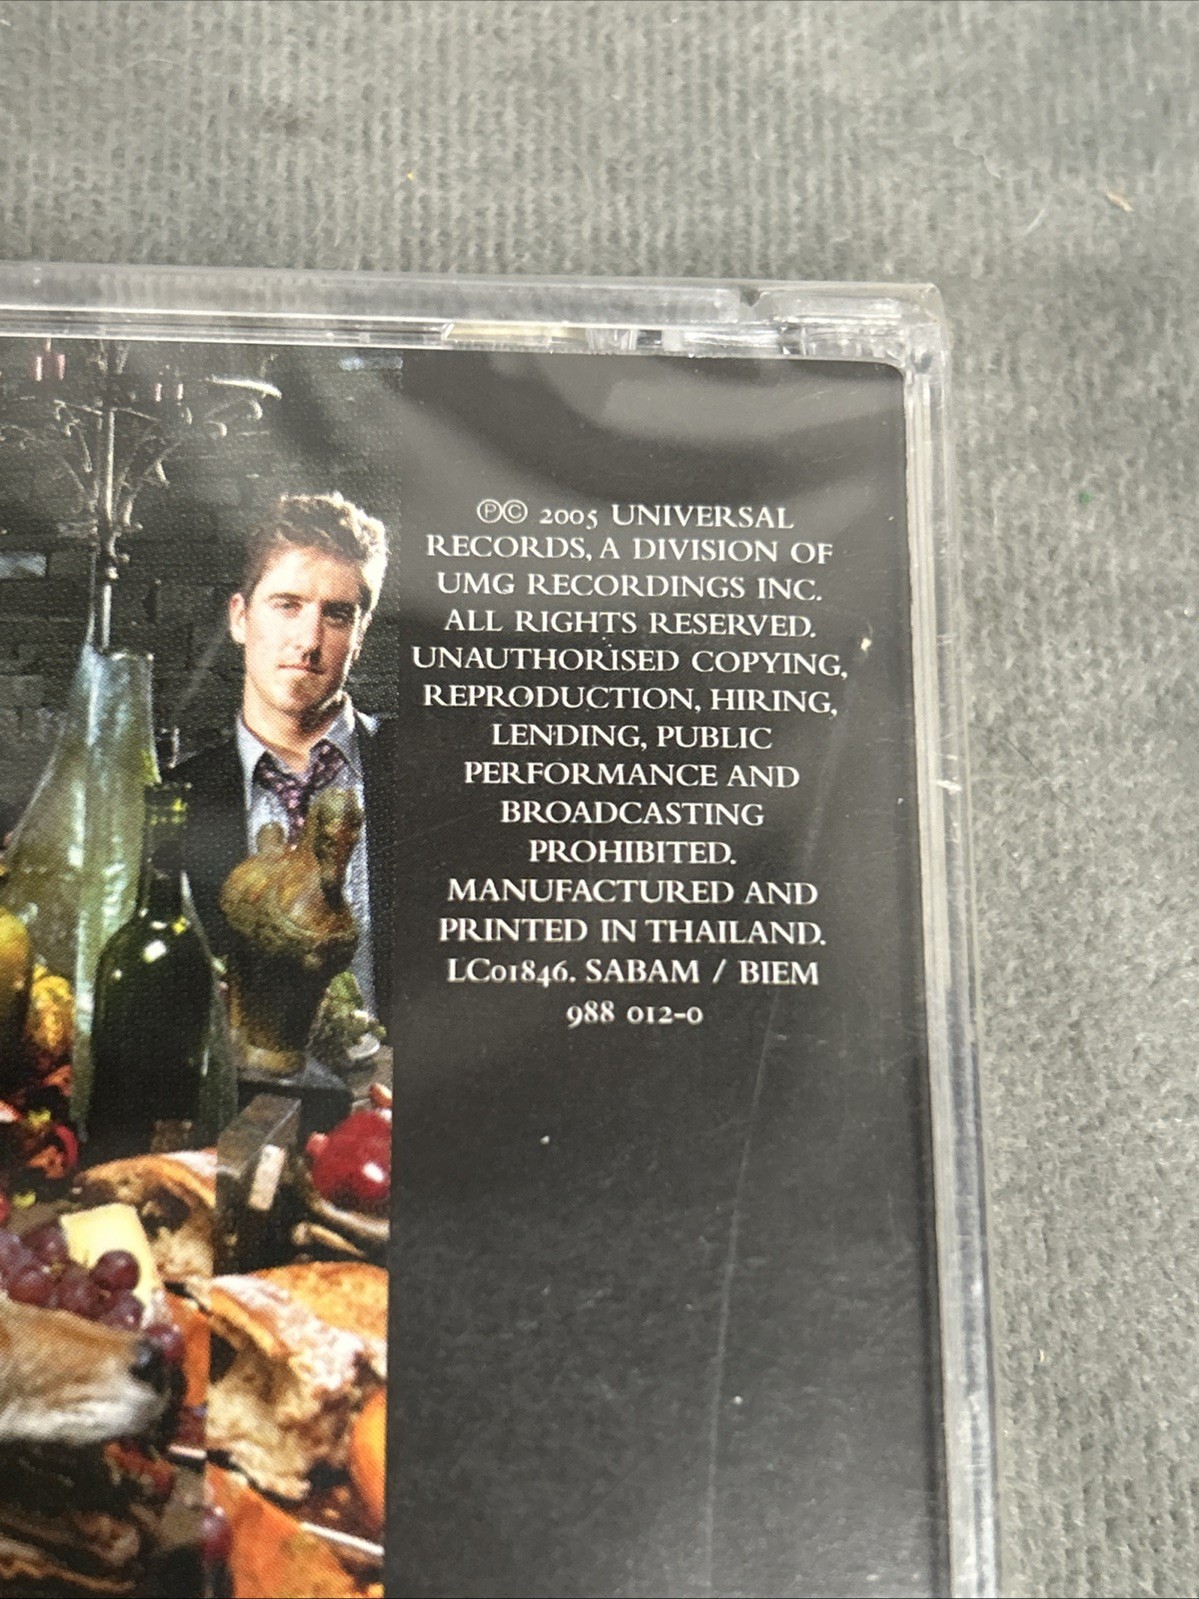 ℗© 2005 UNIVERSAL
RECORDS, A DIVISION OF
UMG RECORDINGS INC.
ALL RIGHTS RESERVED.
UNAUTHORISED COPYING,
REPRODUCTION, HIRING,
LENDING, PUBLIC
PERFORMANCE AND
BROADCASTING
PROHIBITED.
MANUFACTURED AND
PRINTED IN THAILAND.
LC01846. SABAM / BIEM
988 012-0